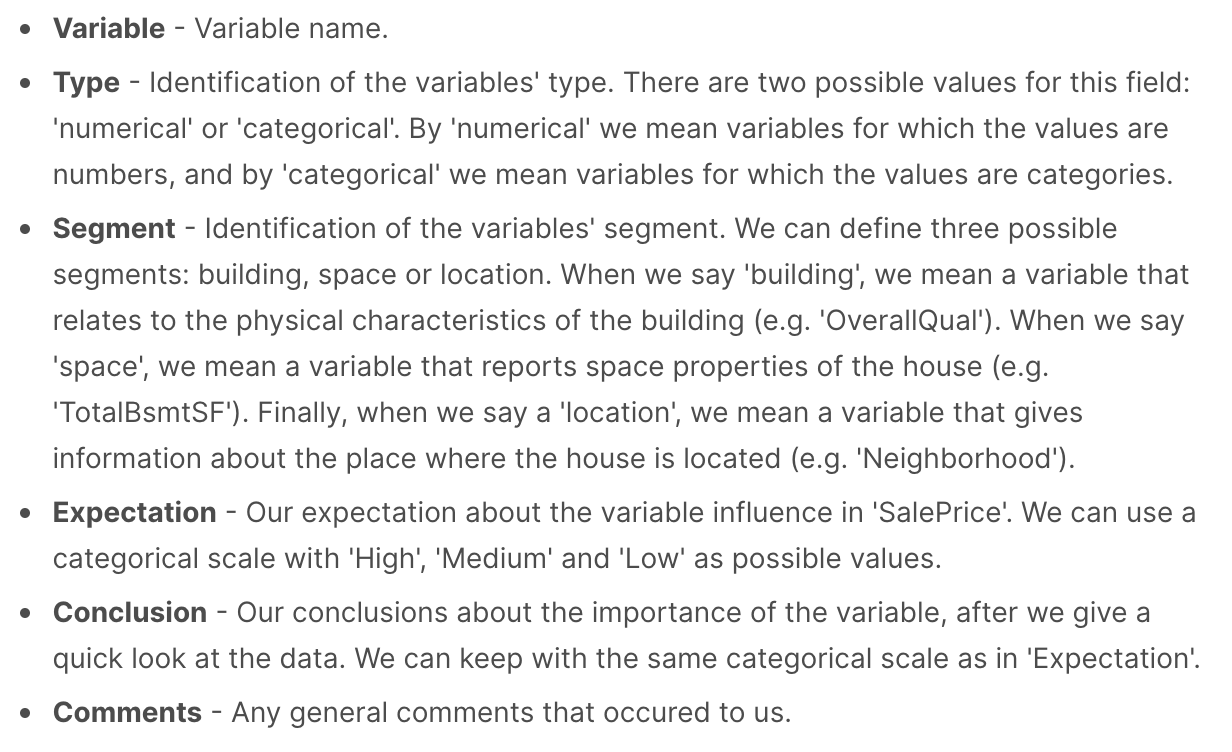 • Variable - Variable name.
• Type - Identification of the variables' type. There are two possible values for this field:
'numerical' or 'categorical'. By 'numerical' we mean variables for which the values are
numbers, and by 'categorical' we mean variables for which the values are categories.
• Segment - Identification of the variables' segment. We can define three possible
segments: building, space or location. When we say 'building', we mean a variable that
relates to the physical characteristics of the building (e.g. 'OverallQual'). When we say
'space', we mean a variable that reports space properties of the house (e.g.
'TotalBsmtSF'). Finally, when we say a 'location', we mean a variable that gives
information about the place where the house is located (e.g. 'Neighborhood').
• Expectation - Our expectation about the variable influence in 'SalePrice'. We can use a
categorical scale with 'High', 'Medium' and 'Low' as possible values.
• Conclusion - Our conclusions about the importance of the variable, after we give a
quick look at the data. We can keep with the same categorical scale as in 'Expectation'.
• Comments - Any general comments that occured to us.